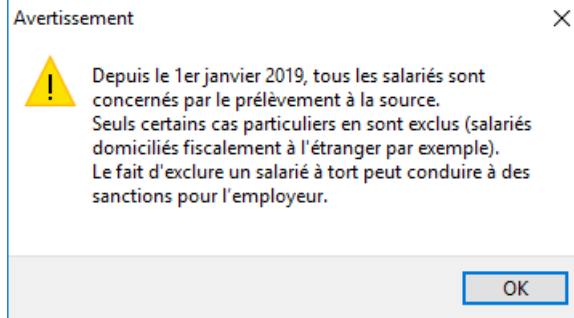 Avertissement
Depuis le 1er janvier 2019, tous les salariés sont
concernés par le prélèvement à la source.
Seuls certains cas particuliers en sont exclus (salariés
domiciliés fiscalement à l'étranger par exemple).
Le fait d'exclure un salarié à tort peut conduire à des
sanctions pour l'employeur.
OK